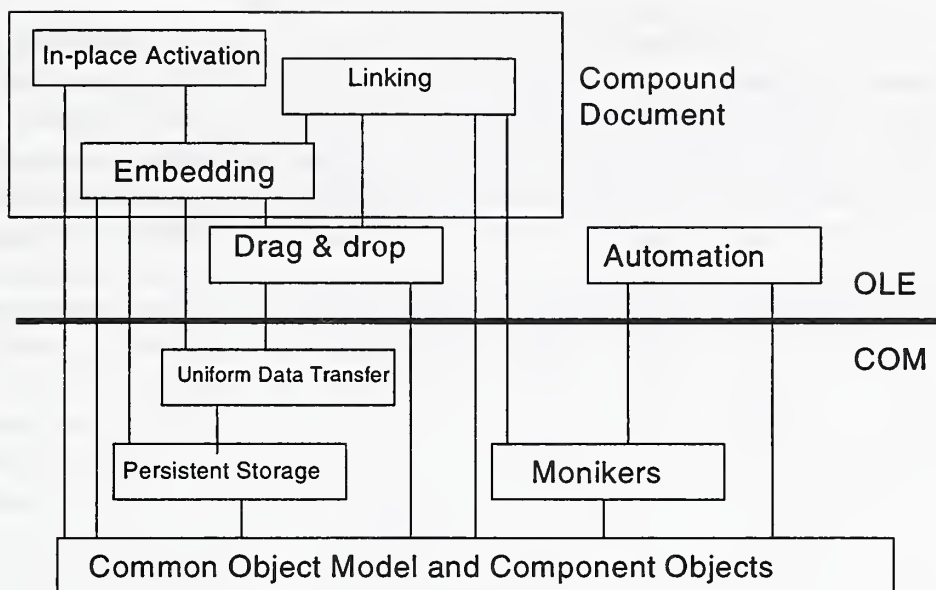 In-place Activation
Linking
Compound
Document
Embedding
Drag & drop
Automation
OLE
COM
Uniform Data Transfer
Persistent Storage
Monikers
Common Object Model and Component Objects